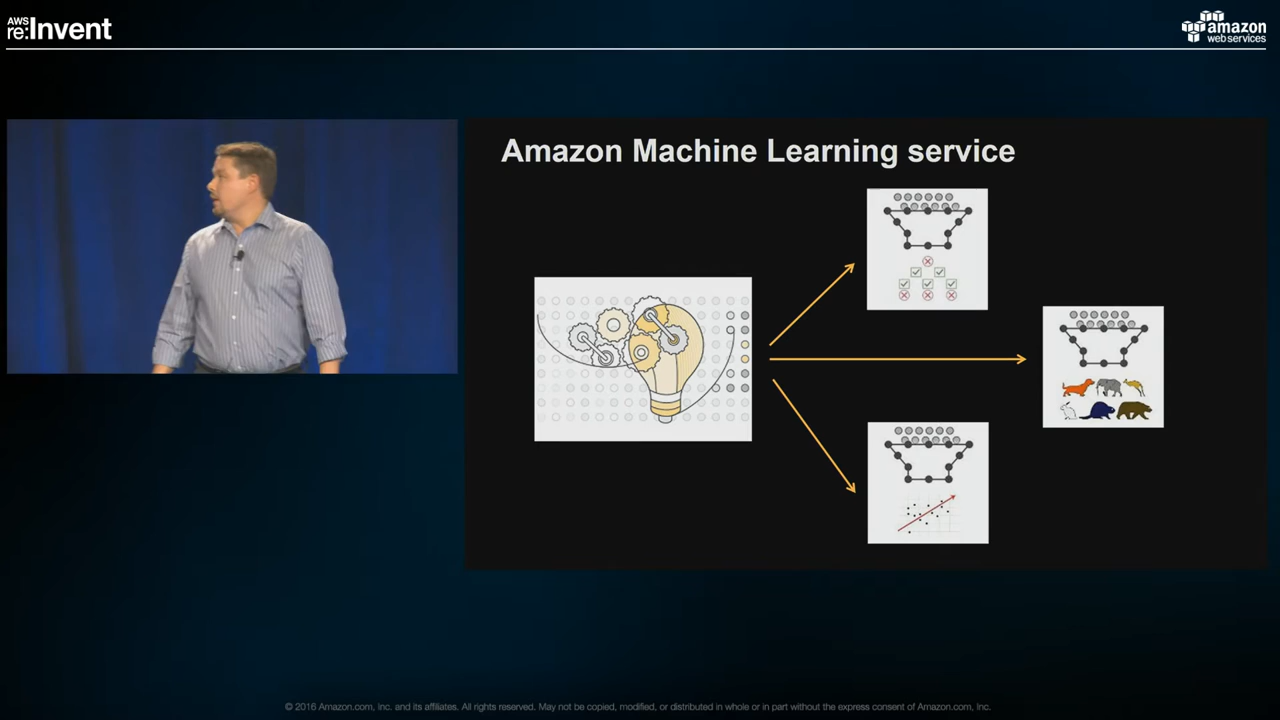 AWS
re:Invent
amazon
webservices
Amazon Machine Learning service
© 2016 Amazon.com, Inc. and its affiliates. All rights reserved. May not be copied, modified, or distributed in whole or in part without the express consent of Amazon.com, Inc.